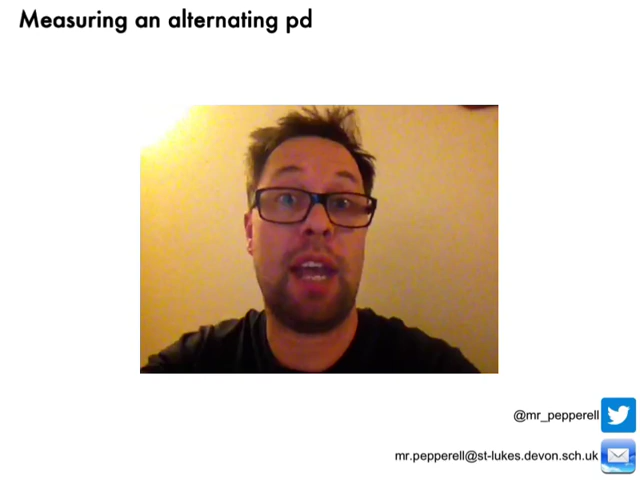 Measuring an alternating pd
@mr_pepperell
mr.pepperell@st-lukes.devon.sch.uk